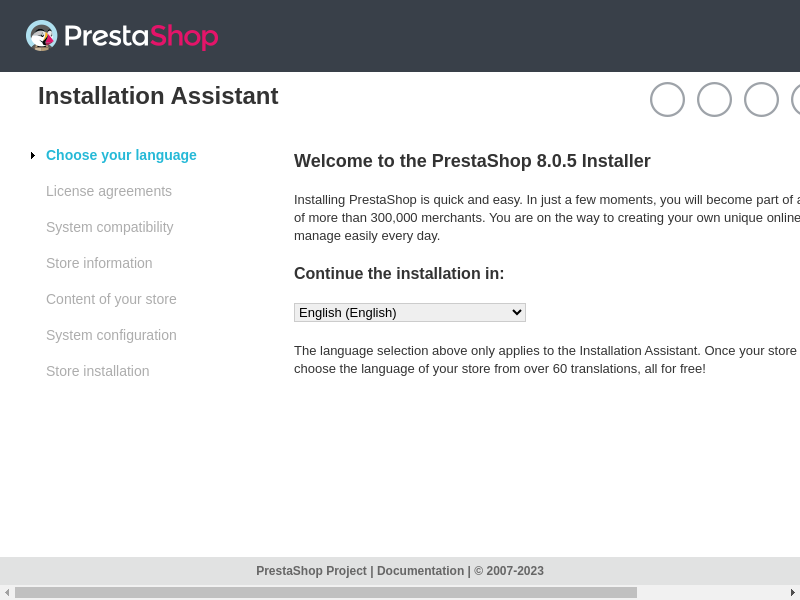 PrestaShop
Installation Assistant
Choose your language
License agreements
System compatibility
Store information
Content of your store
System configuration
Store installation
Welcome to the PrestaShop 8.0.5 Installer
Installing PrestaShop is quick and easy. In just a few moments, you will become part of
of more than 300,000 merchants. You are on the way to creating your own unique online
manage easily every day.
Continue the installation in:
English (English)
The language selection above only applies to the Installation Assistant. Once your store
choose the language of your store from over 60 translations, all for free!
PrestaShop Project | Documentation | © 2007-2023